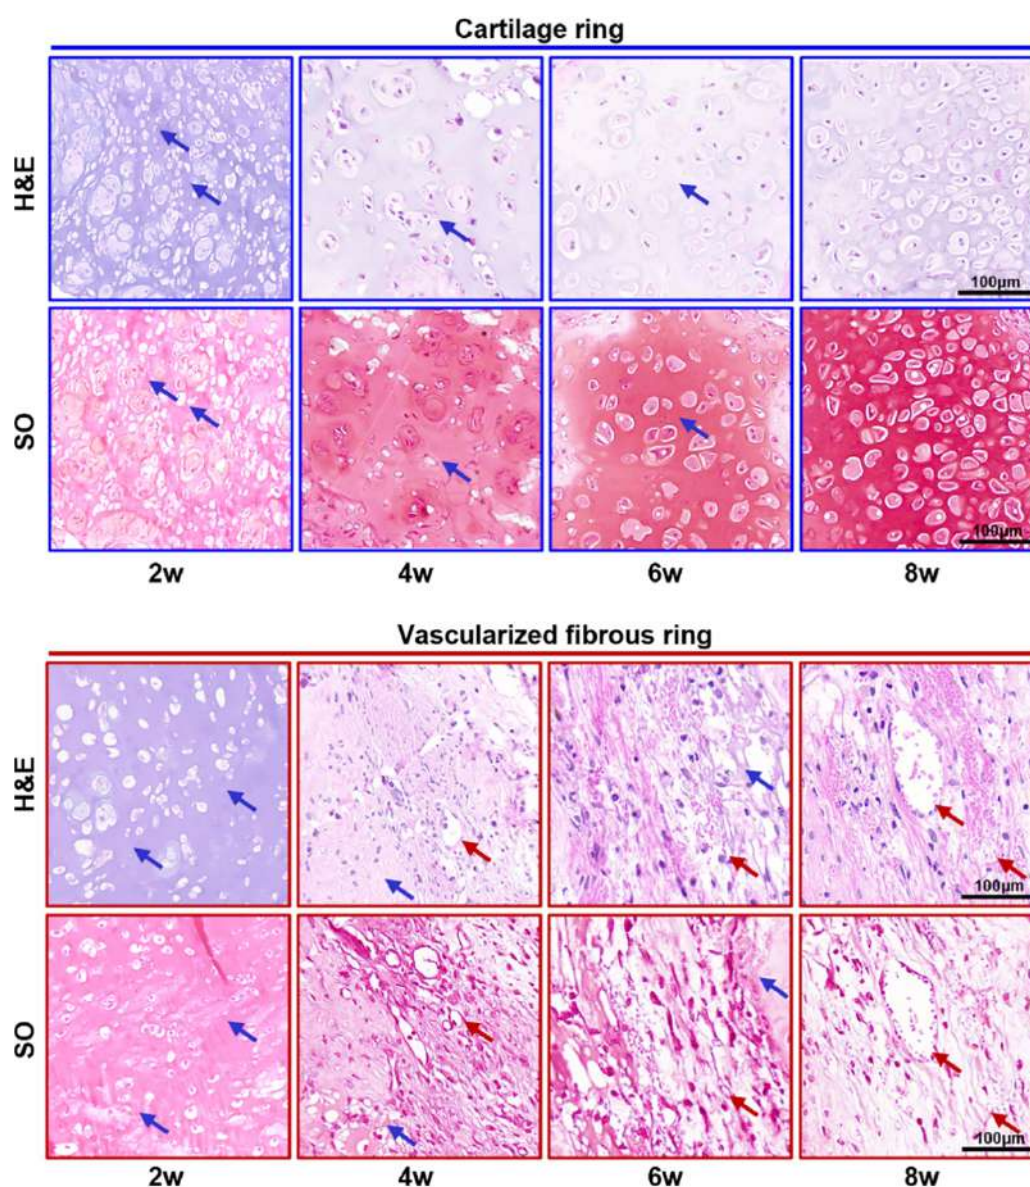 Cartilage ring
H&E
100μm
SO
100μm
2w 4w 6w 8w
Vascularized fibrous ring
H&E
100μm
SO
100μm
2w 4w 6w 8w